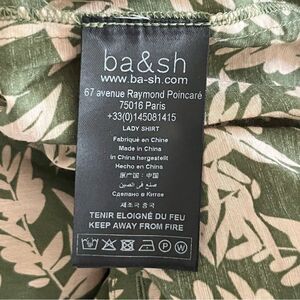 ba&sh
www.ba-sh.com
67 avenue Raymond Poincaré
75016 Paris
+33(0)145081415
LADY SHIRT
Fabriqué en Chine
Made in China
in China hergestellt
Hecho en China
原产国：中国
صنع في الصين
Сделано в Китае
제조국 중국
TENIR ELOIGNÉ DU FEU
KEEP AWAY FROM FIRE
P W